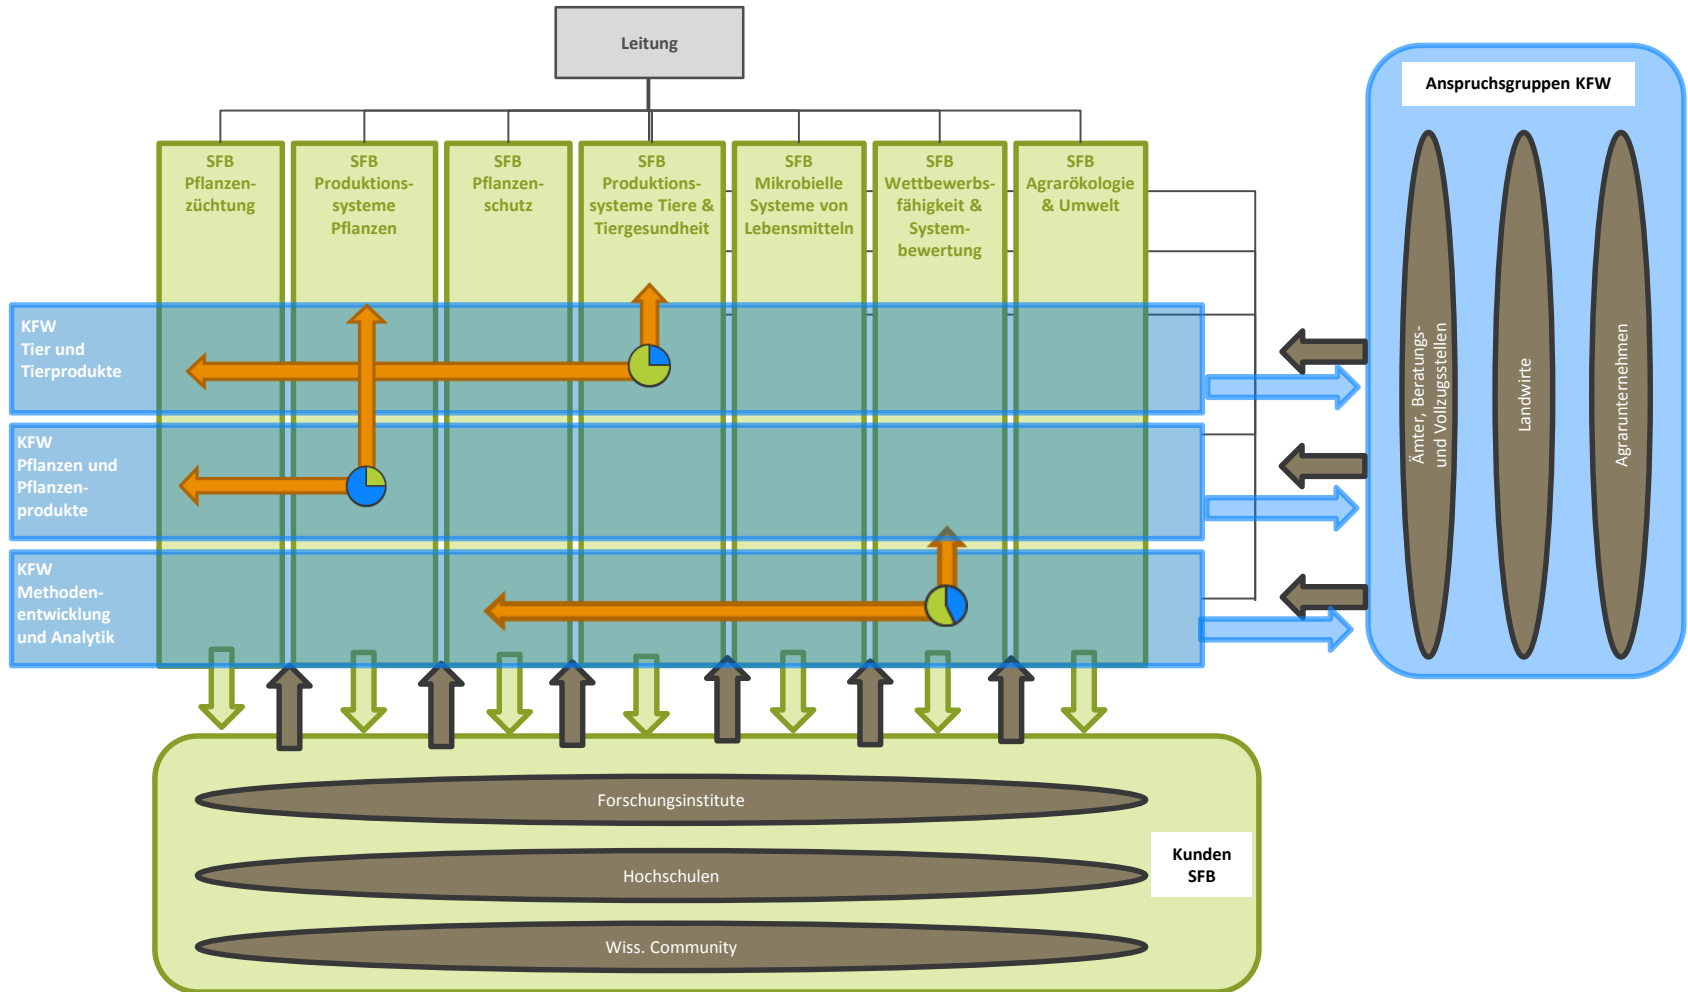 Leitung
Anspruchsgruppen KFW
SFB
Pflanzen-
züchtung
SFB
Produktions-
systeme
Pflanzen
SFB
Pflanzen-
schutz
SFB
Produktions-
systeme Tiere &
Tiergesundheit
SFB
Mikrobielle
Systeme von
Lebensmitteln
SFB
Wettbewerbs-
fähigkeit &
System-
bewertung
SFB
Agrarökologie
& Umwelt
KFW
Tier und
Tierprodukte
KFW
Pflanzen und
Pflanzen-
produkte
KFW
Methoden-
entwicklung
und Analytik
Ämter, Beratungs-
und Vollzugsstellen
Landwirte
Agrarunternehmen
Forschungsinstitute
Hochschulen
Wiss. Community
Kunden
SFB